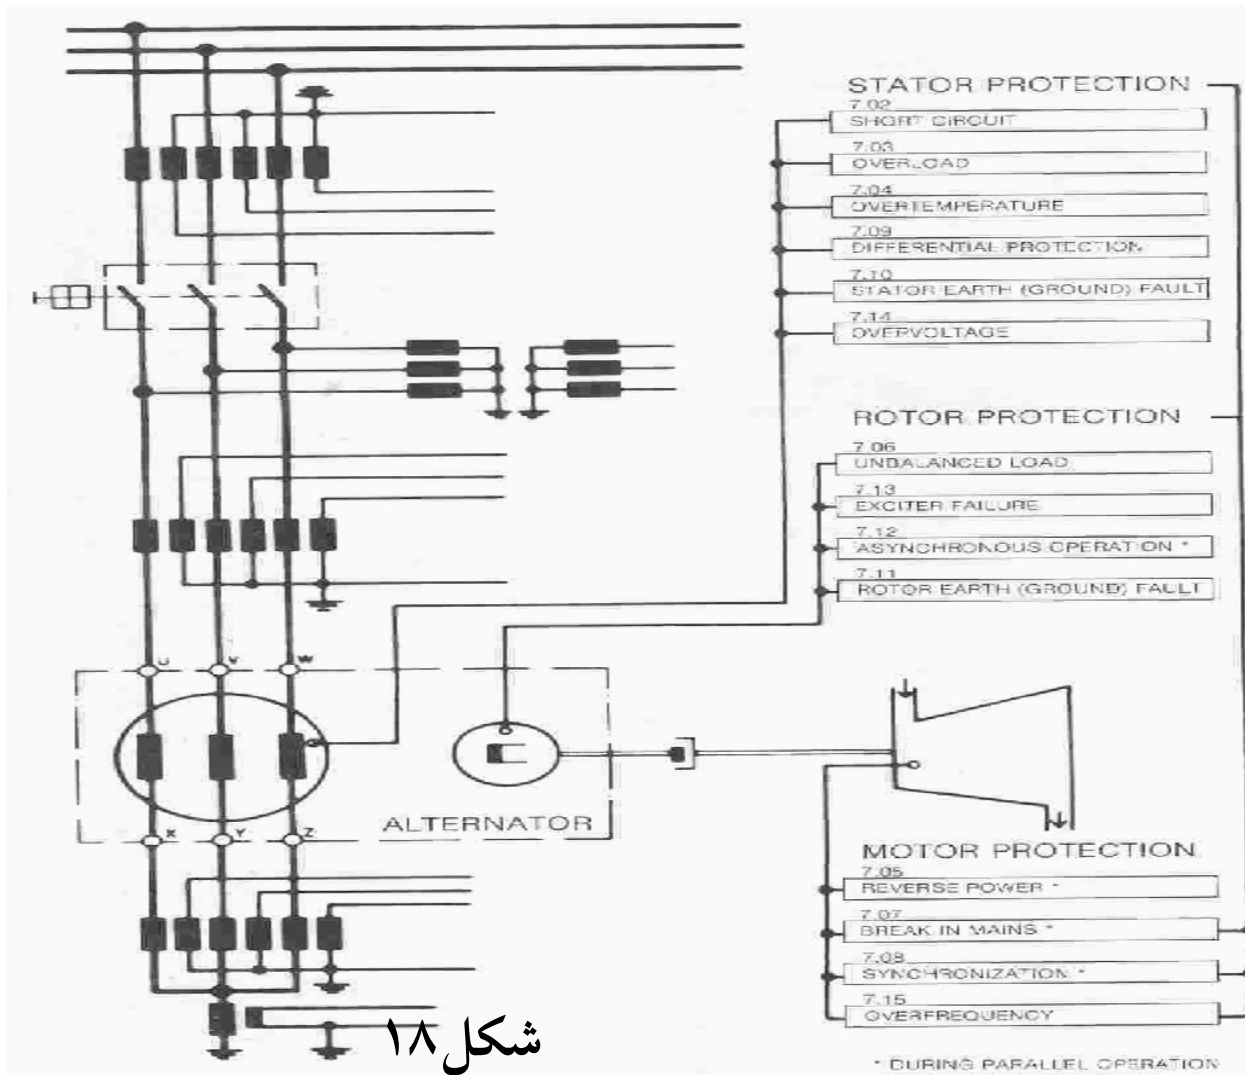 STATOR PROTECTION
7.02
SHORT CIRCUIT
7.03
OVERLOAD
7.04
OVERTEMPERATURE
7.09
DIFFERENTIAL PROTECTION
7.10
STATOR EARTH (GROUND) FAULT
7.14
OVERVOLTAGE
ROTOR PROTECTION
7.06
UNBALANCED LOAD
7.13
EXCITER FAILURE
7.12
ASYNCHRONOUS OPERATION *
7.11
ROTOR EARTH (GROUND) FAULT
U V W
ALTERNATOR
X Y Z
MOTOR PROTECTION
7.05
REVERSE POWER *
7.07
BREAK IN MAINS *
7.08
SYNCHRONIZATION *
7.15
OVERFREQUENCY
* DURING PARALLEL OPERATION
شکل ۱۸